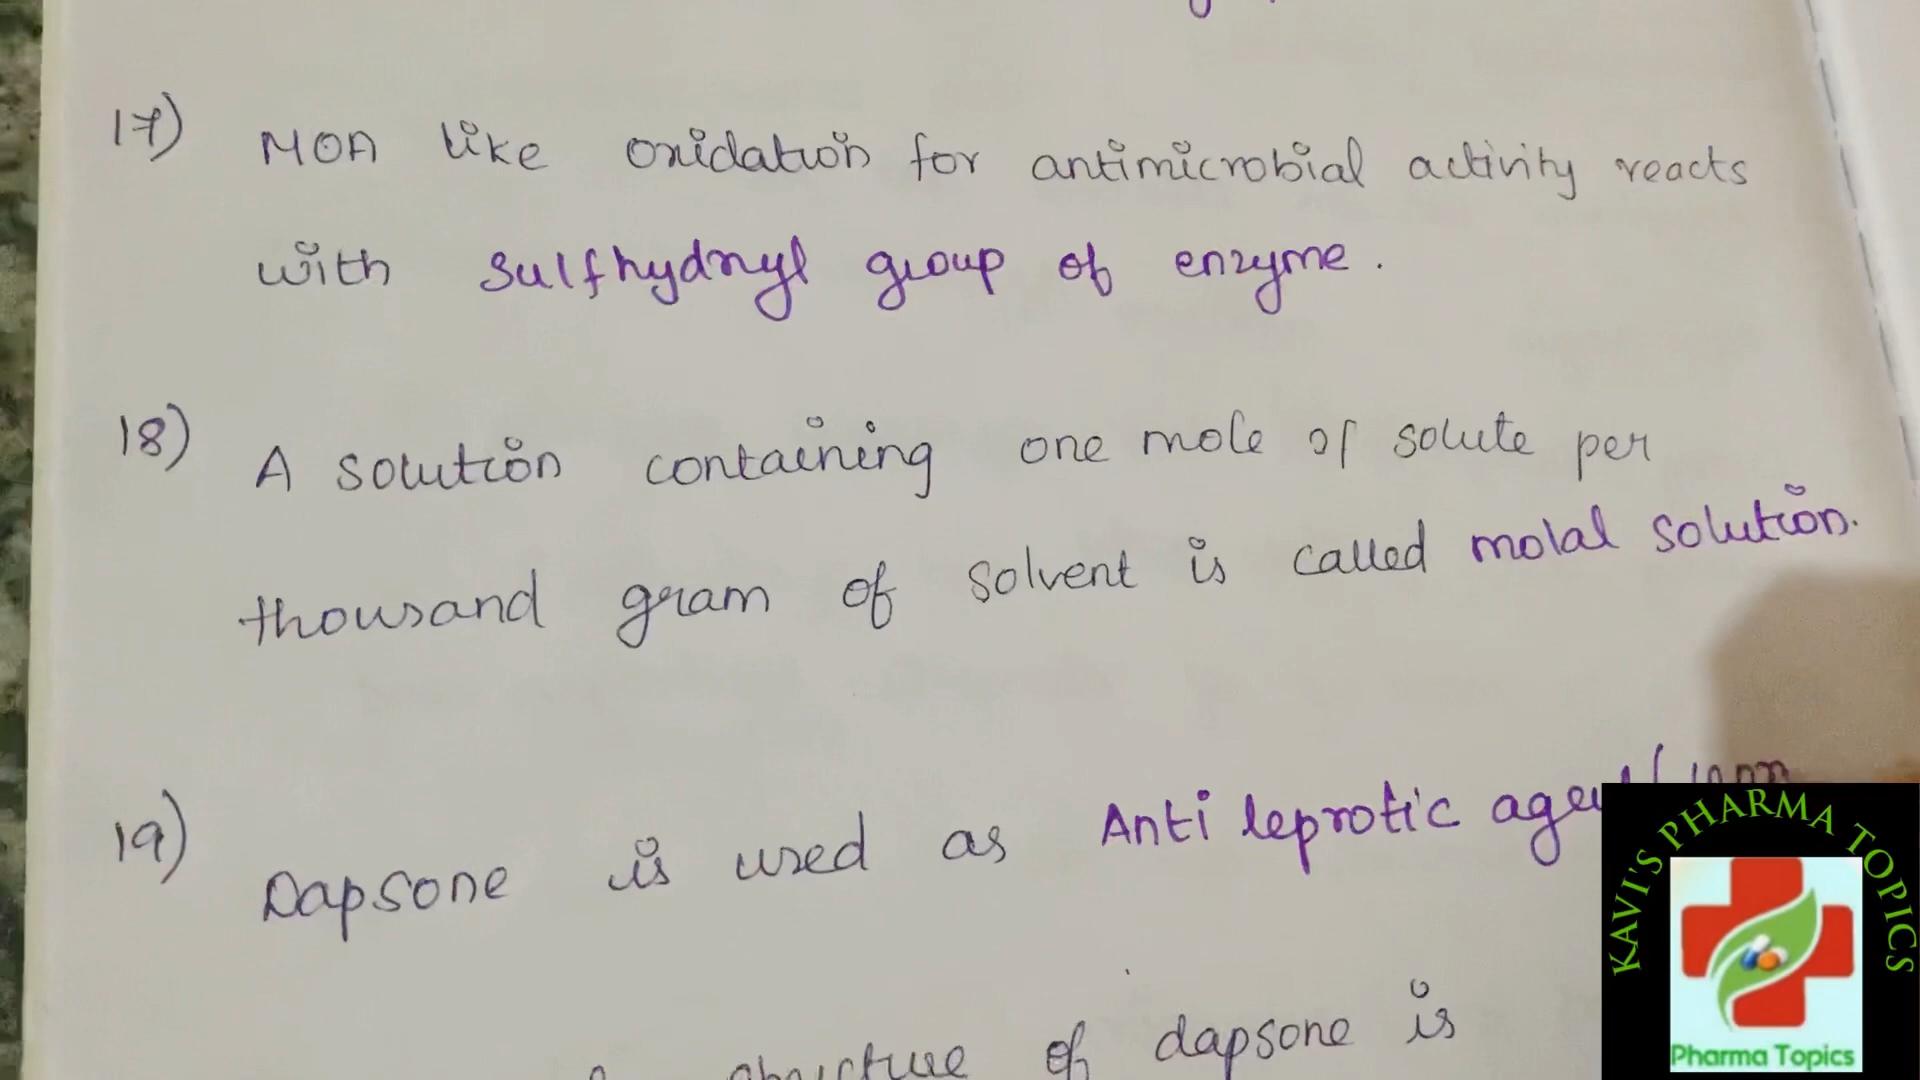 17) MOA like oxidation for antimicrobial activity reacts
with sulfhydryl group of enzyme.
18) A solution containing one mole of solute per
thousand gram of solvent is called molal solution.
19) Dapsone is used as Anti leprotic
of dapsone is
KAVI'S PHARMA TOPICS
Pharma Topics